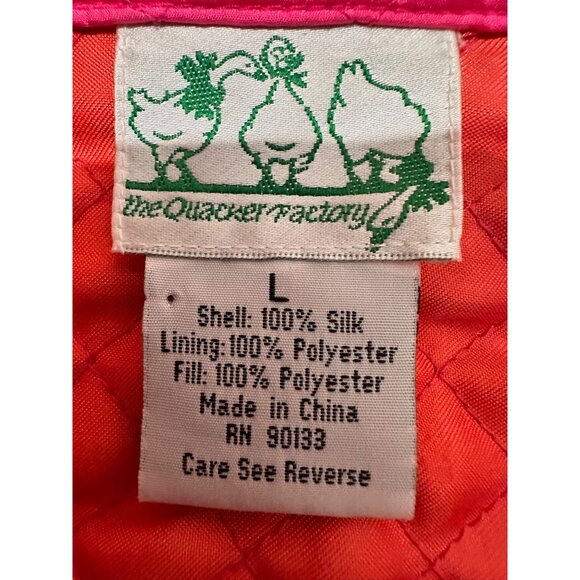 the Quacker Factory
L
Shell: 100% Silk
Lining:100% Polyester
Fill: 100% Polyester
Made in China
RN 90133
Care See Reverse